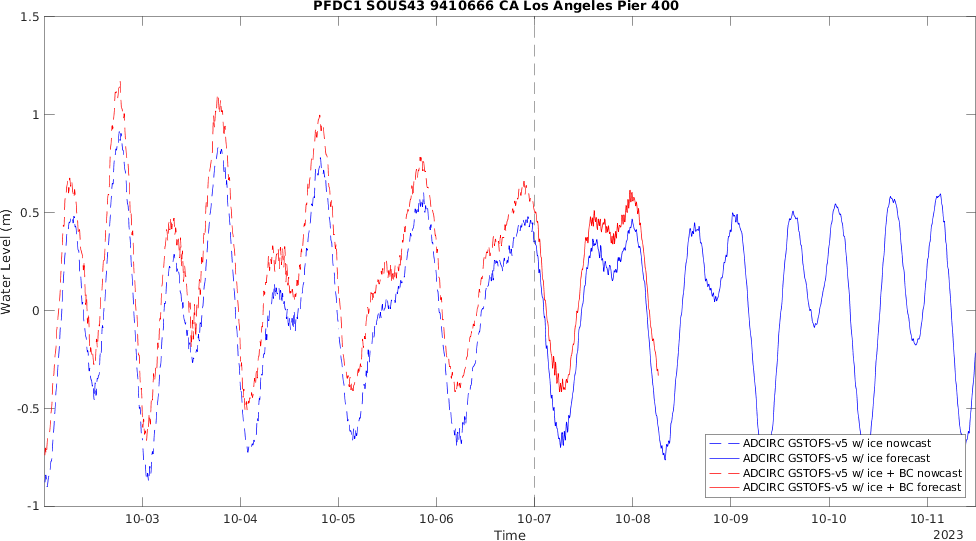 PFDC1 SOUS43 9410666 CA Los Angeles Pier 400
1.5
1
0.5
0
-0.5
-1
Water Level (m)
10-03 10-04 10-05 10-06 10-07 10-08 10-09 10-10 10-11
Time
2023
ADCIRC GSTOFS-v5 w/ ice nowcast
ADCIRC GSTOFS-v5 w/ ice forecast
ADCIRC GSTOFS-v5 w/ ice + BC nowcast
ADCIRC GSTOFS-v5 w/ ice + BC forecast